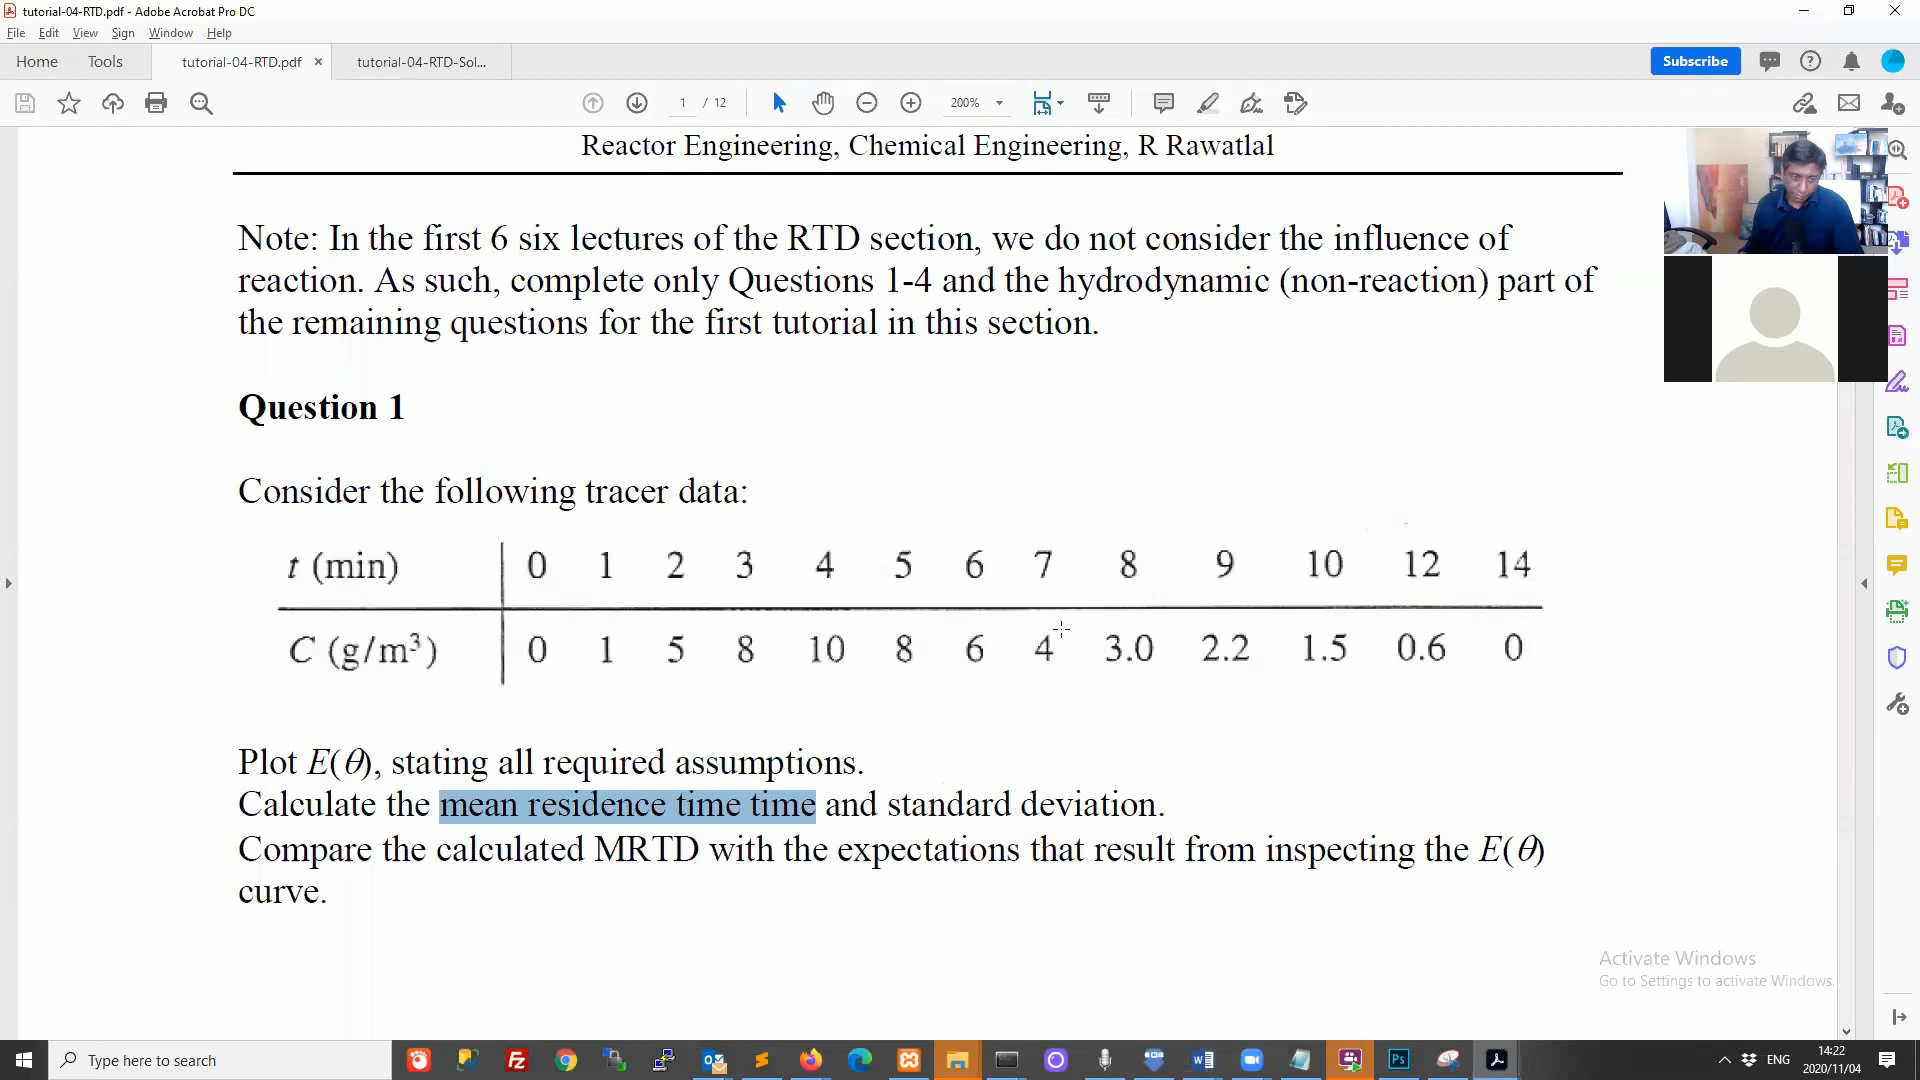 tutorial-04-RTD.pdf - Adobe Acrobat Pro DC
File Edit View Sign Window Help
Home Tools tutorial-04-RTD.pdf × tutorial-04-RTD-Sol...
Subscribe
1 / 12 200%
Reactor Engineering, Chemical Engineering, R Rawatlal
Note: In the first 6 six lectures of the RTD section, we do not consider the influence of
reaction. As such, complete only Questions 1-4 and the hydrodynamic (non-reaction) part of
the remaining questions for the first tutorial in this section.
Question 1
Consider the following tracer data:
t (min) 0 1 2 3 4 5 6 7 8 9 10 12 14
C (g/m³) 0 1 5 8 10 8 6 4 3.0 2.2 1.5 0.6 0
Plot E(θ), stating all required assumptions.
Calculate the mean residence time time and standard deviation.
Compare the calculated MRTD with the expectations that result from inspecting the E(θ)
curve.
Activate Windows
Go to Settings to activate Windows.
Type here to search
ENG
14:22
2020/11/04